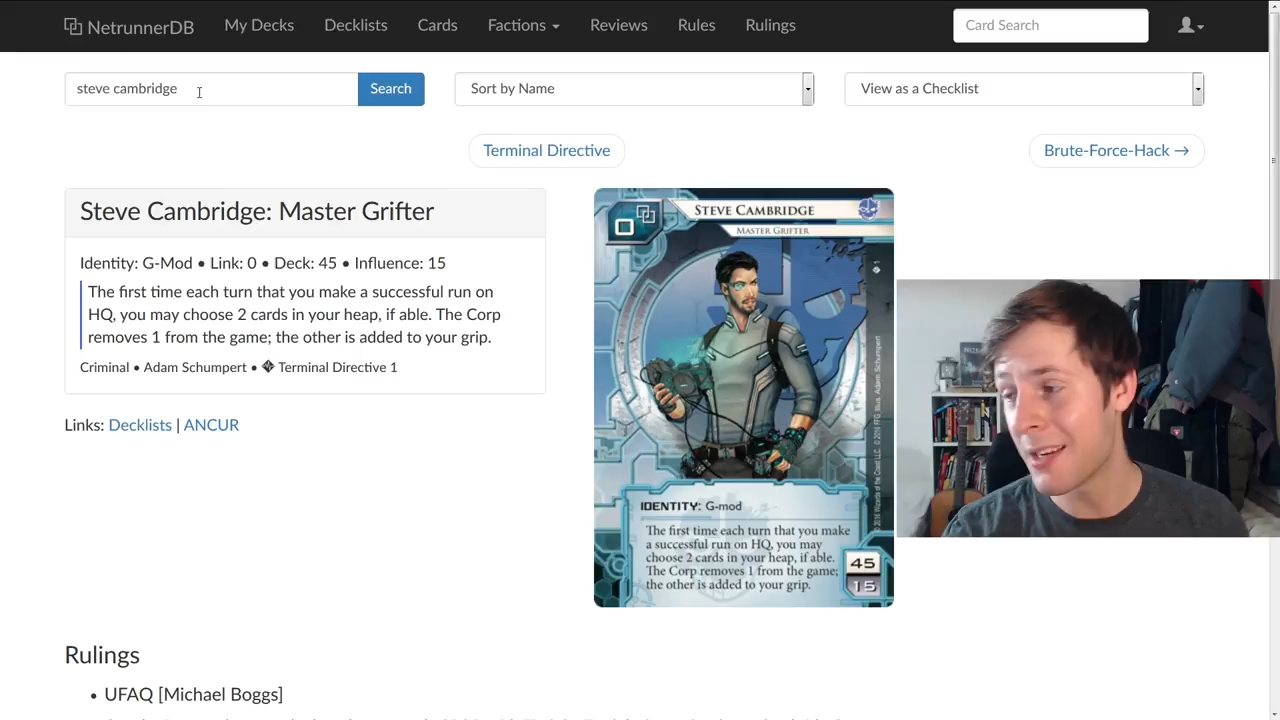 NetrunnerDB My Decks Decklists Cards Factions Reviews Rules Rulings Card Search
steve cambridge Search Sort by Name View as a Checklist
Terminal Directive Brute-Force-Hack →
Steve Cambridge: Master Grifter
Identity: G-Mod • Link: 0 • Deck: 45 • Influence: 15
The first time each turn that you make a successful run on
HQ, you may choose 2 cards in your heap, if able. The Corp
removes 1 from the game; the other is added to your grip.
Criminal • Adam Schumpert • Terminal Directive 1
Links: Decklists | ANCUR
STEVE CAMBRIDGE
MASTER GRIFTER
IDENTITY: G-mod
The first time each turn that you make
a successful run on HQ, you may
choose 2 cards in your heap, if able.
The Corp removes 1 from the game;
the other is added to your grip.
45
15
Rulings
• UFAQ [Michael Boggs]